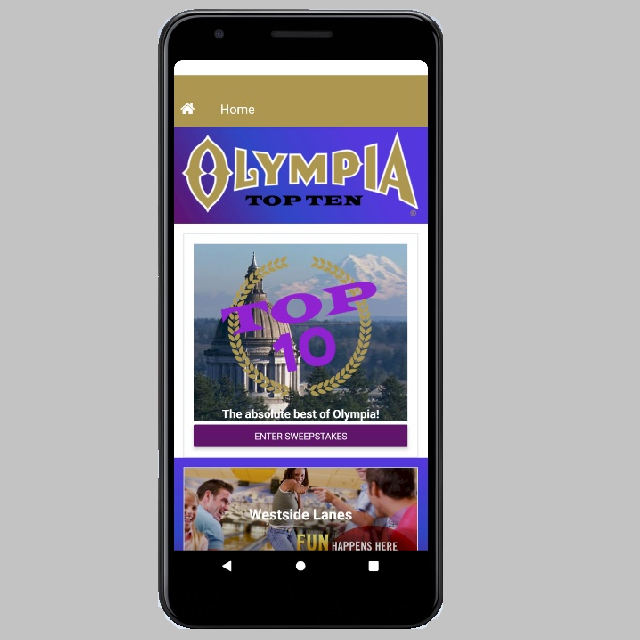 Home
OLYMPIA
TOP TEN
®
TOP
10
The absolute best of Olympia!
ENTER SWEEPSTAKES
Westside Lanes
FUN HAPPENS HERE